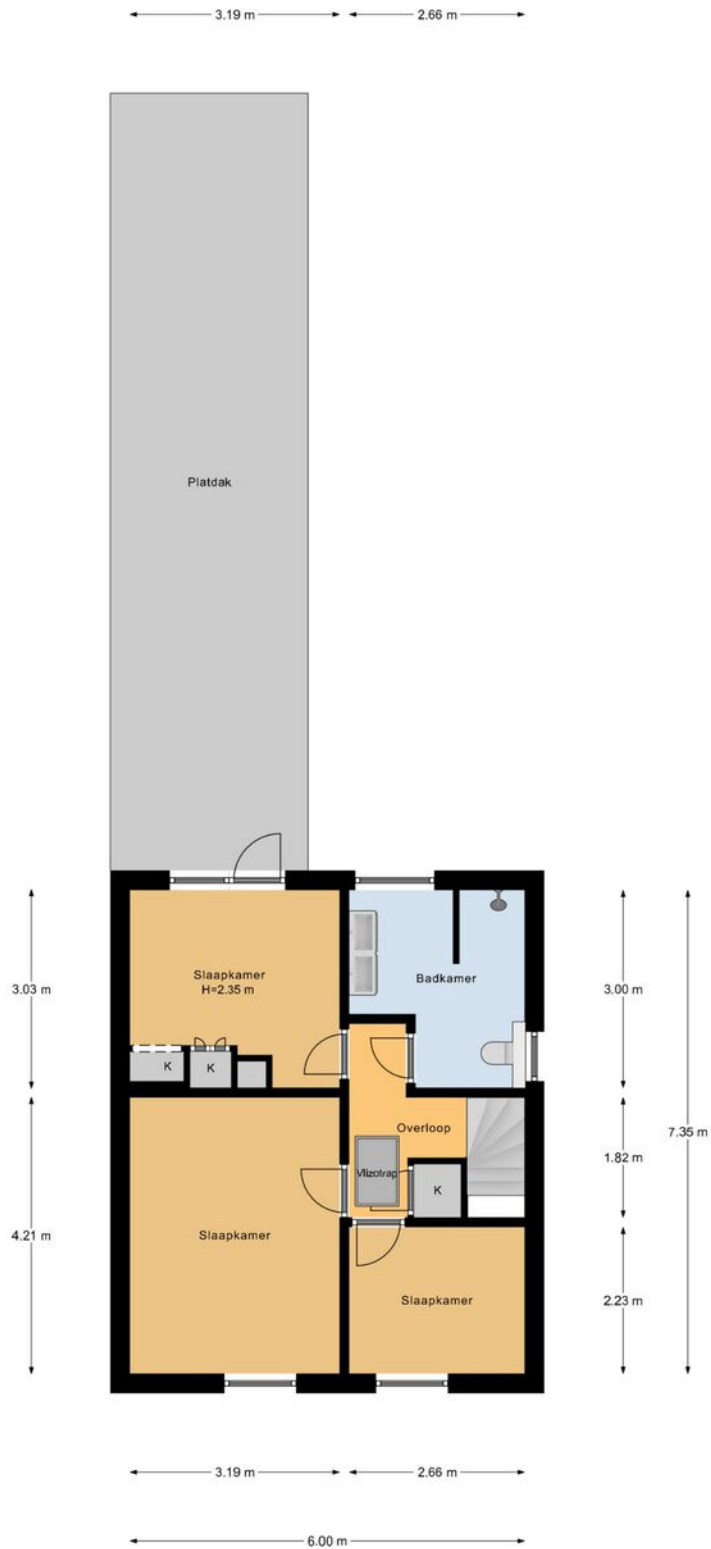 3.19 m
2.66 m
Platdak
Slaapkamer
H=2.35 m
Badkamer
3.03 m
3.00 m
K
K
Overloop
7.35 m
1.82 m
Vlizotrap
K
4.21 m
Slaapkamer
Slaapkamer
2.23 m
3.19 m
2.66 m
6.00 m